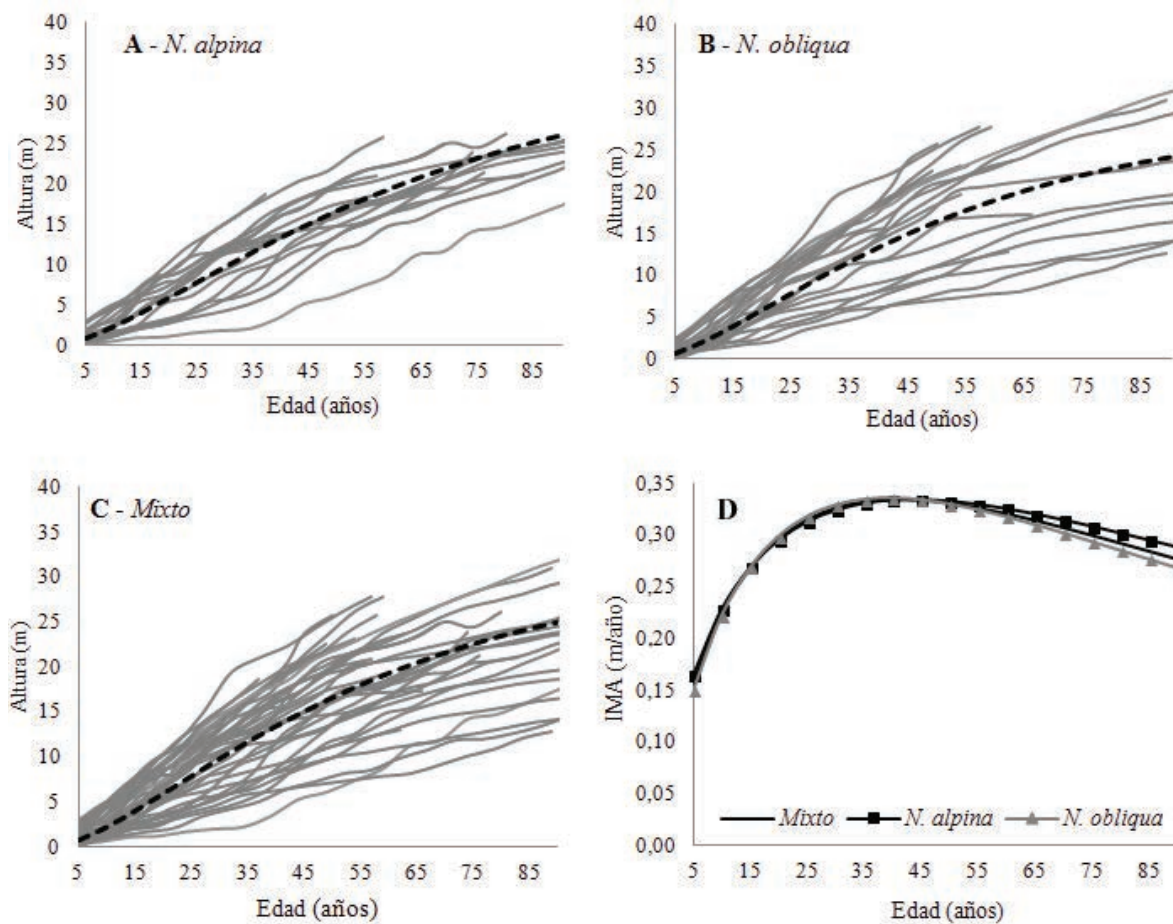 A - N. alpina
Altura (m)
40
35
30
25
20
15
10
5
0
5 15 25 35 45 55 65 75 85
Edad (años)
B - N. obliqua
Altura (m)
40
35
30
25
20
15
10
5
0
5 15 25 35 45 55 65 75 85
Edad (años)
C - Mixto
Altura (m)
40
35
30
25
20
15
10
5
0
5 15 25 35 45 55 65 75 85
Edad (años)
D
IMA (m/año)
0,35
0,30
0,25
0,20
0,15
0,10
0,05
0,00
Mixto N. alpina N. obliqua
5 15 25 35 45 55 65 75 85
Edad (años)